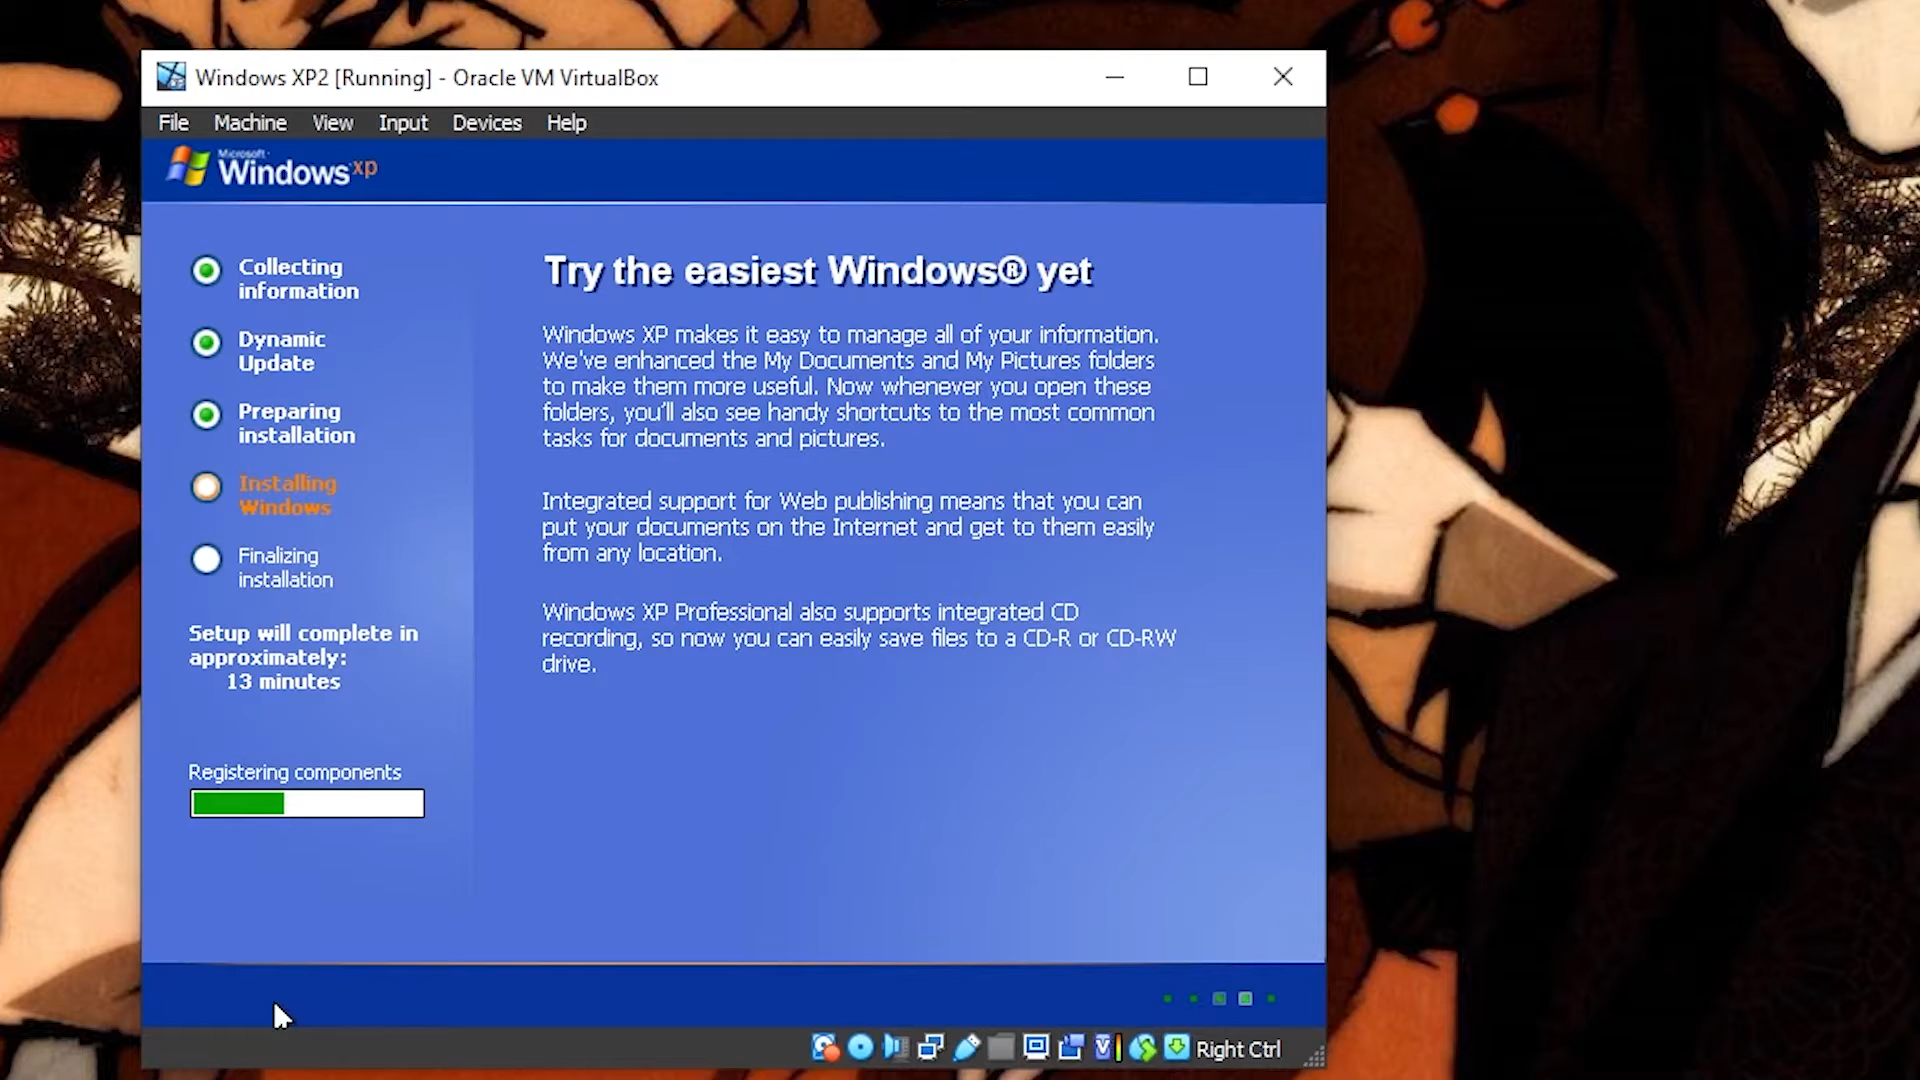 Windows XP2 [Running] - Oracle VM VirtualBox
File Machine View Input Devices Help
Microsoft
Windows xp
Collecting
information
Dynamic
Update
Preparing
installation
Installing
Windows
Finalizing
installation
Setup will complete in
approximately:
13 minutes
Registering components
Try the easiest Windows® yet
Windows XP makes it easy to manage all of your information.
We've enhanced the My Documents and My Pictures folders
to make them more useful. Now whenever you open these
folders, you'll also see handy shortcuts to the most common
tasks for documents and pictures.
Integrated support for Web publishing means that you can
put your documents on the Internet and get to them easily
from any location.
Windows XP Professional also supports integrated CD
recording, so now you can easily save files to a CD-R or CD-RW
drive.
Right Ctrl